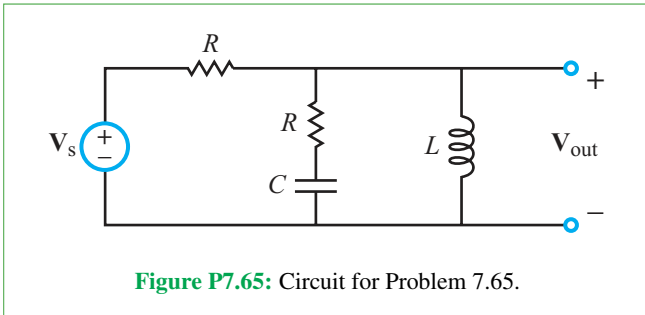 R
R
+
+
−
V_s
L
V_out
C
−
Figure P7.65: Circuit for Problem 7.65.